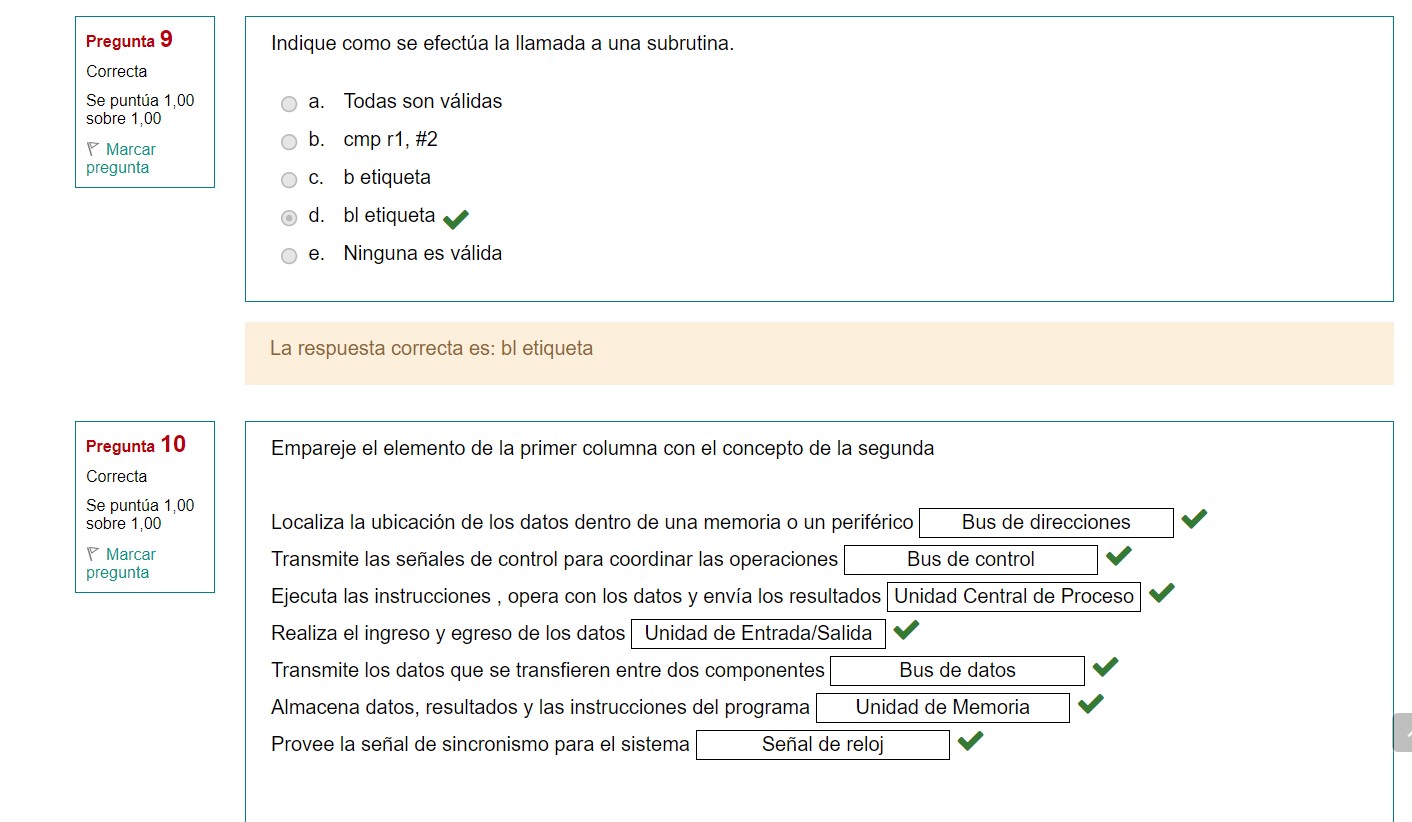 Pregunta 9
Correcta
Se puntúa 1,00
sobre 1,00
Marcar
pregunta
Indique como se efectúa la llamada a una subrutina.
a. Todas son válidas
b. cmp r1, #2
c. b etiqueta
d. bl etiqueta
e. Ninguna es válida
La respuesta correcta es: bl etiqueta
Pregunta 10
Correcta
Se puntúa 1,00
sobre 1,00
Marcar
pregunta
Empareje el elemento de la primer columna con el concepto de la segunda
Localiza la ubicación de los datos dentro de una memoria o un periférico Bus de direcciones
Transmite las señales de control para coordinar las operaciones Bus de control
Ejecuta las instrucciones , opera con los datos y envía los resultados Unidad Central de Proceso
Realiza el ingreso y egreso de los datos Unidad de Entrada/Salida
Transmite los datos que se transfieren entre dos componentes Bus de datos
Almacena datos, resultados y las instrucciones del programa Unidad de Memoria
Provee la señal de sincronismo para el sistema Señal de reloj